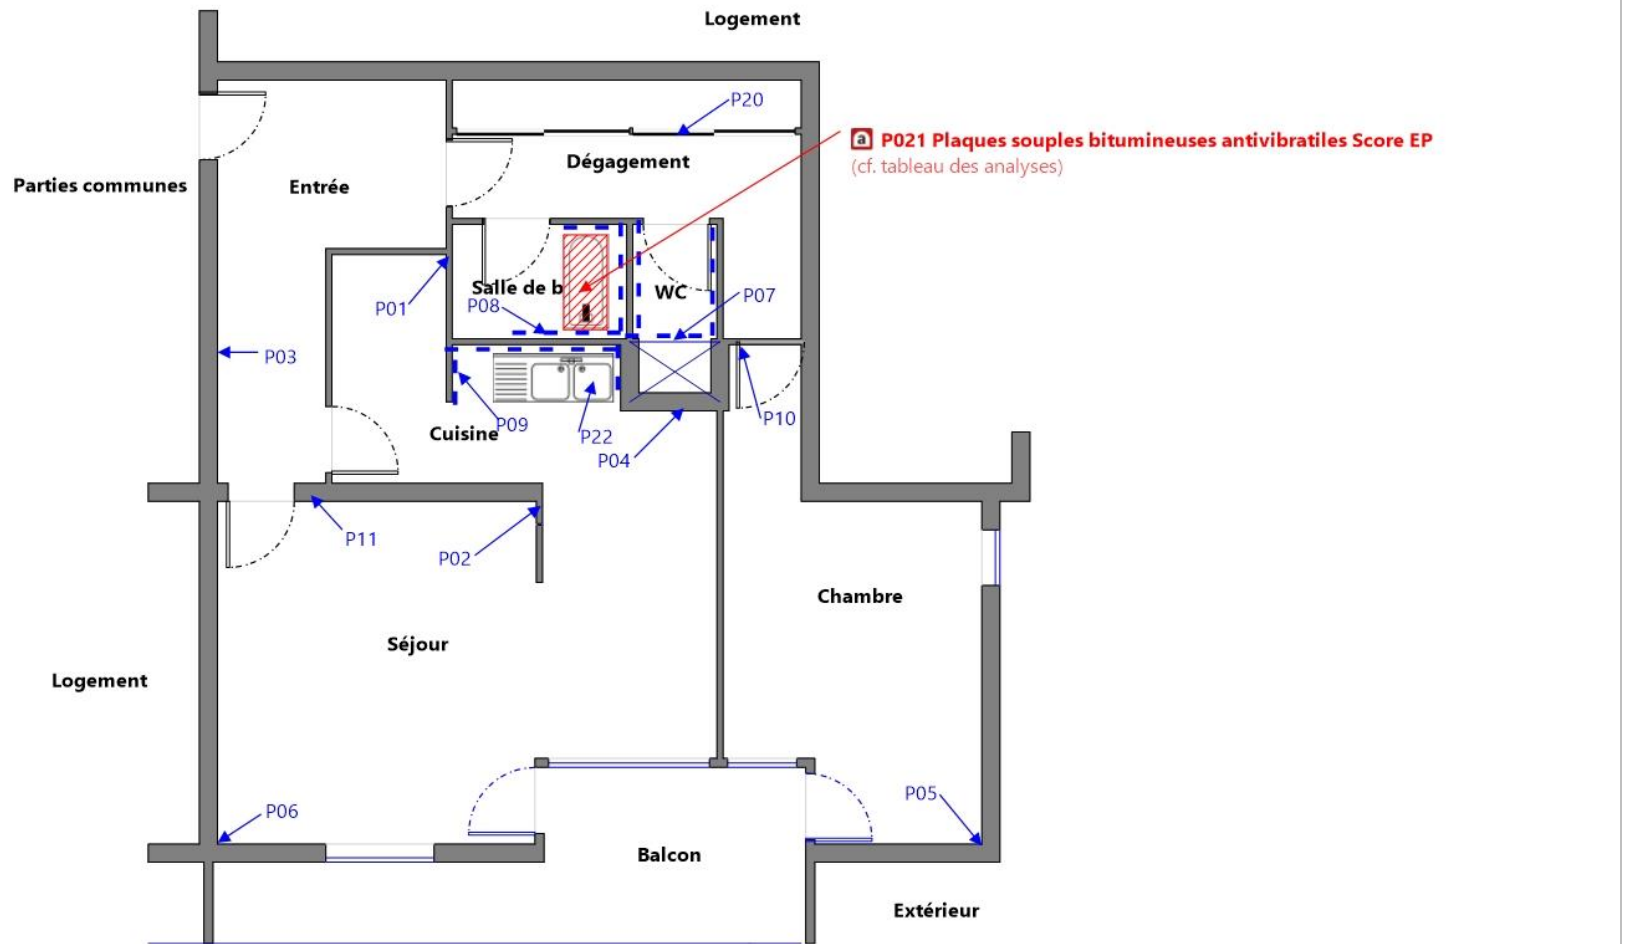 Logement
P20
a P021 Plaques souples bitumineuses antivibratiles Score EP
(cf. tableau des analyses)
Dégagement
Parties communes
Entrée
Salle de b
WC
P07
P08
P01
P03
P09
P10
Cuisine
P22
P04
P11
P02
Chambre
Séjour
Logement
P05
P06
Balcon
Extérieur